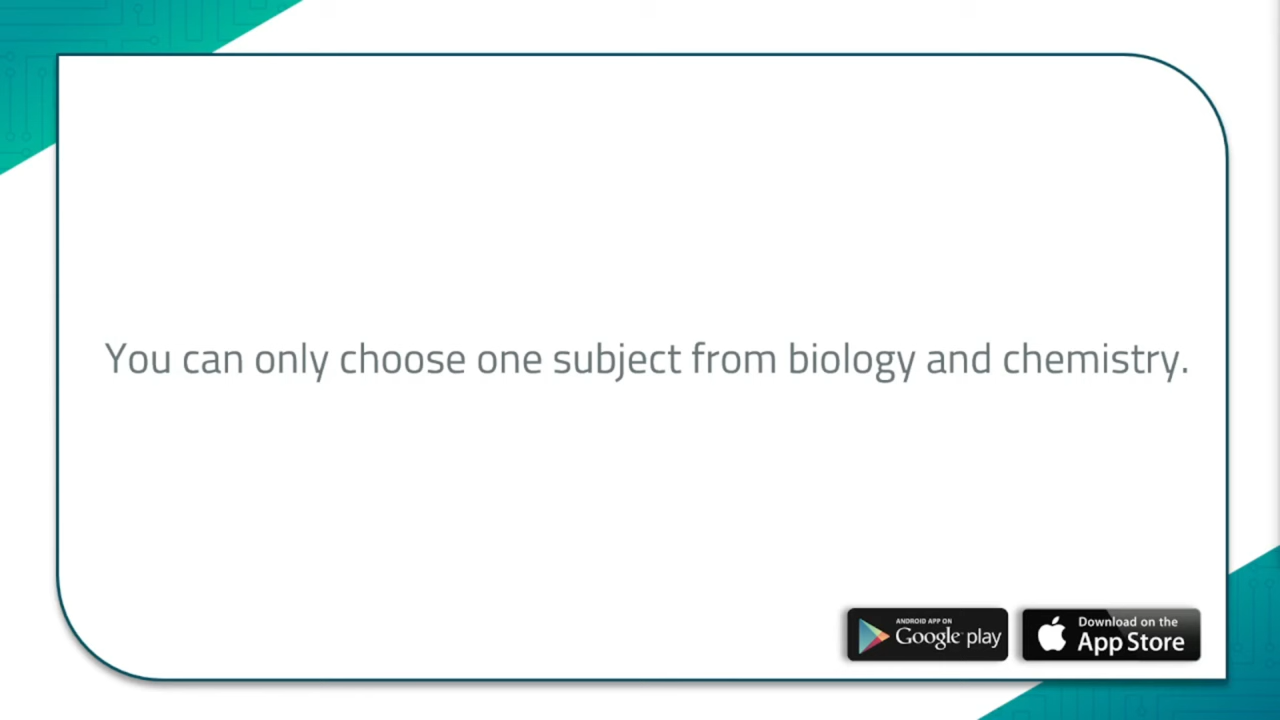 You can only choose one subject from biology and chemistry.
ANDROID APP ON
Google play
Download on the
App Store